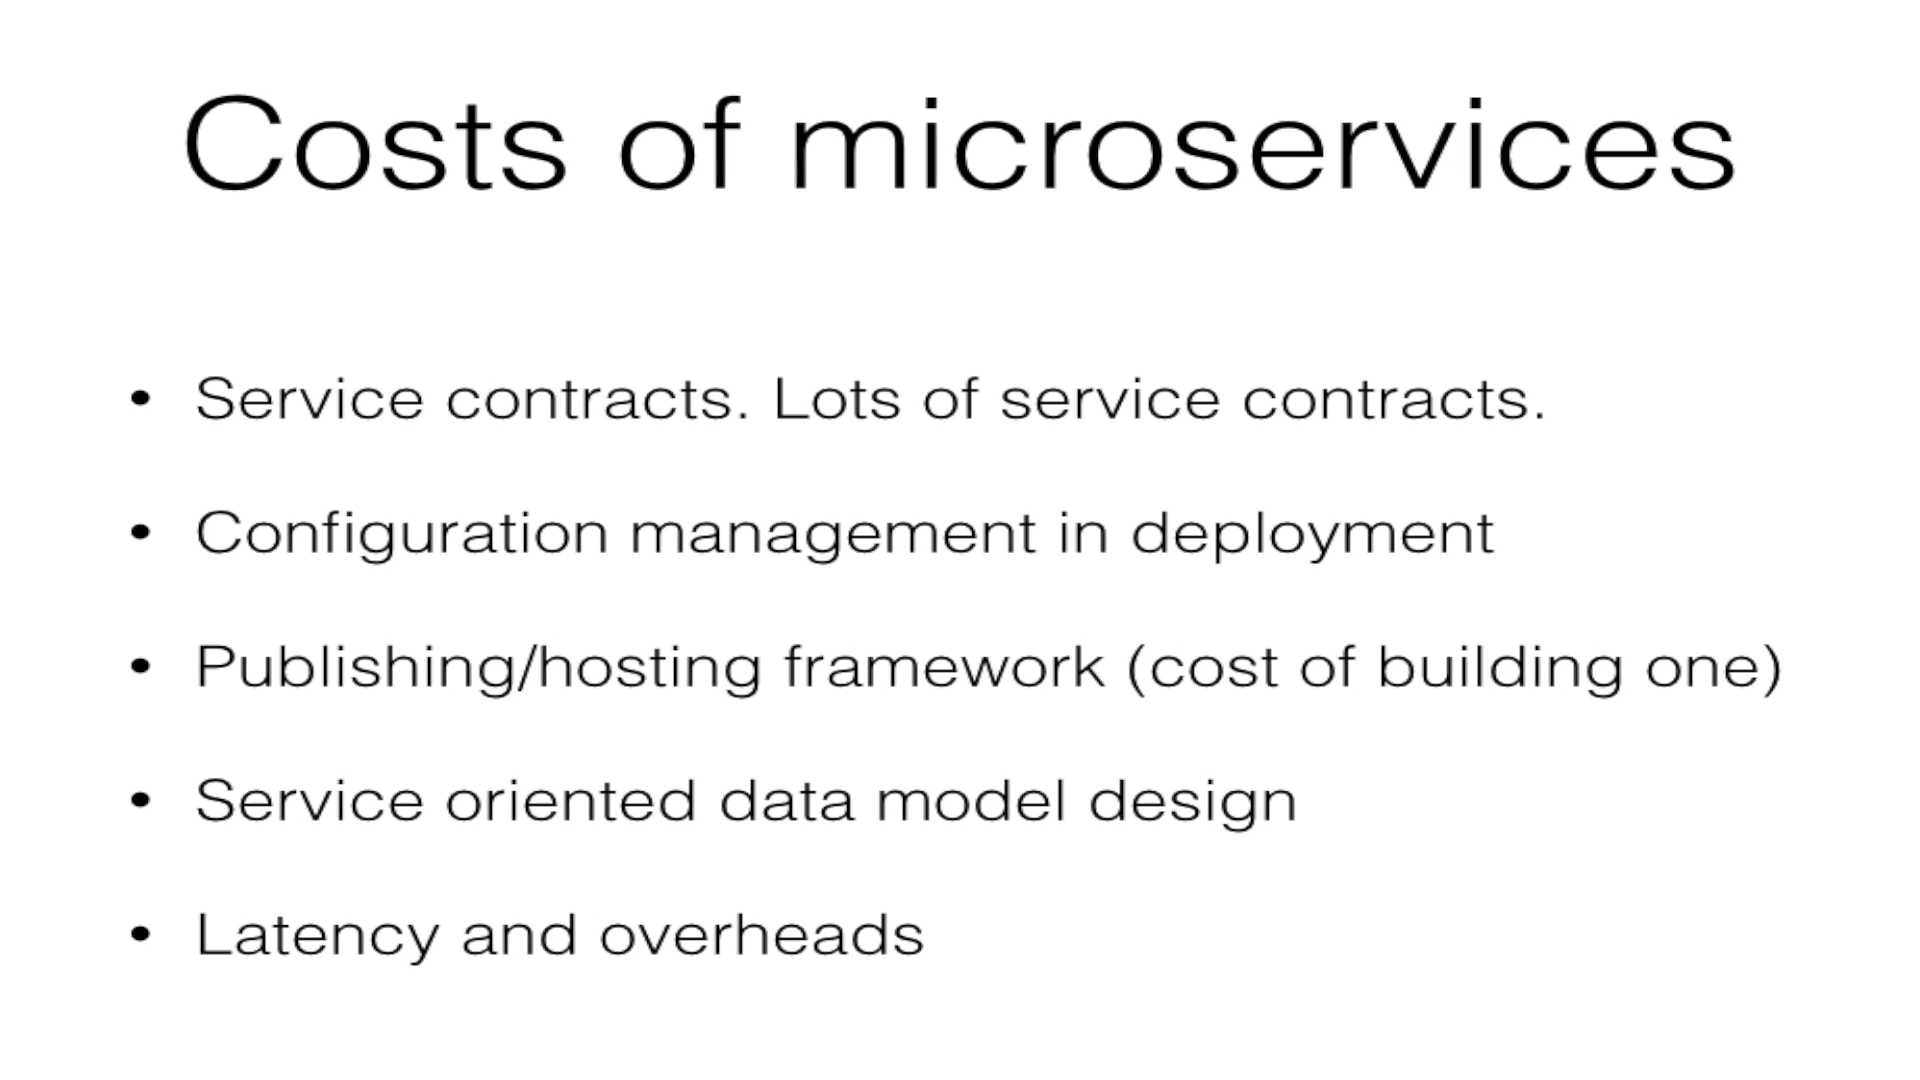 Costs of microservices
• Service contracts. Lots of service contracts.
• Configuration management in deployment
• Publishing/hosting framework (cost of building one)
• Service oriented data model design
• Latency and overheads